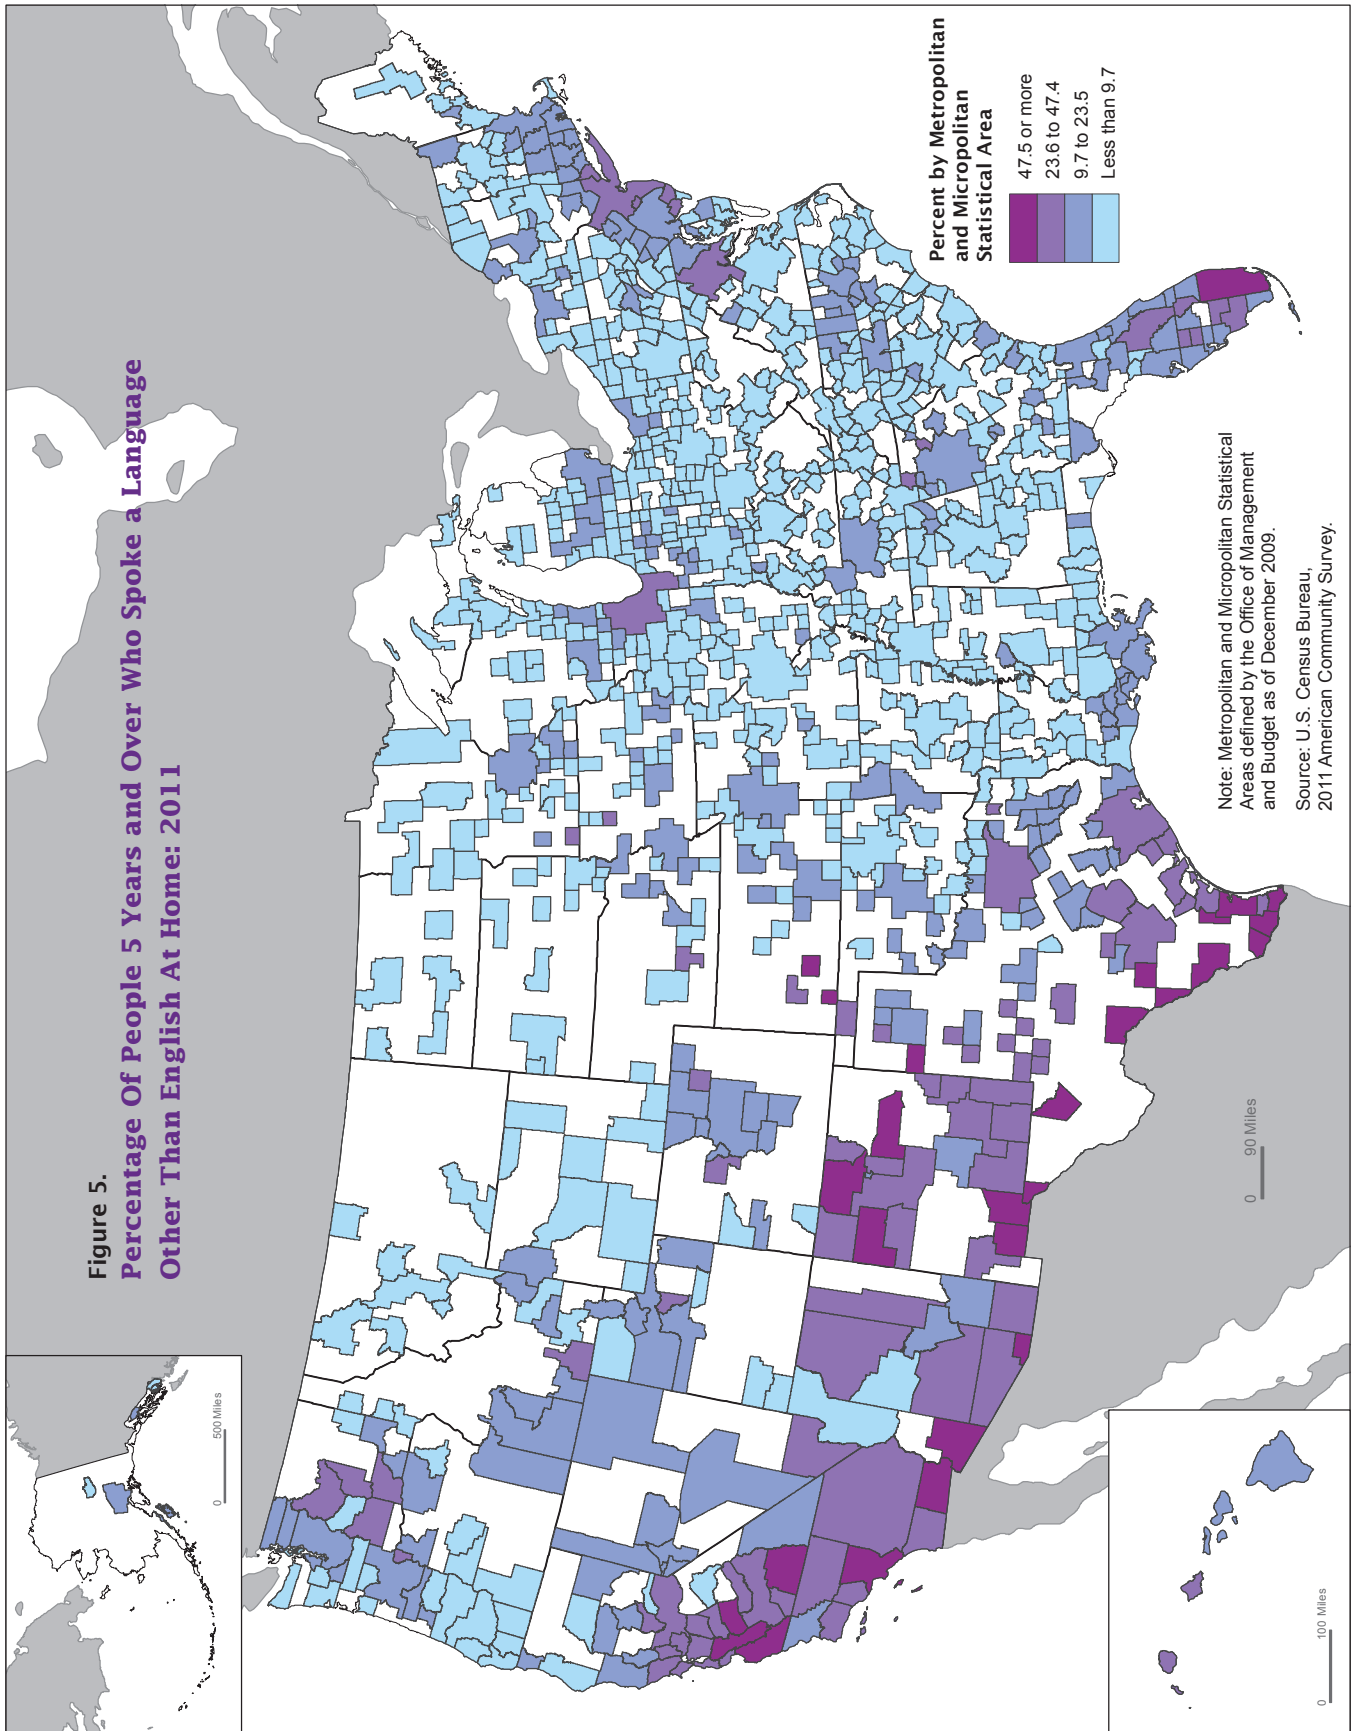 Figure 5.
Percentage Of People 5 Years and Over Who Spoke a Language
Other Than English At Home: 2011
Percent by Metropolitan
and Micropolitan
Statistical Area
47.5 or more
23.6 to 47.4
9.7 to 23.5
Less than 9.7
0 500 Miles
0 90 Miles
0 100 Miles
Note: Metropolitan and Micropolitan Statistical
Areas defined by the Office of Management
and Budget as of December 2009.
Source: U.S. Census Bureau,
2011 American Community Survey.